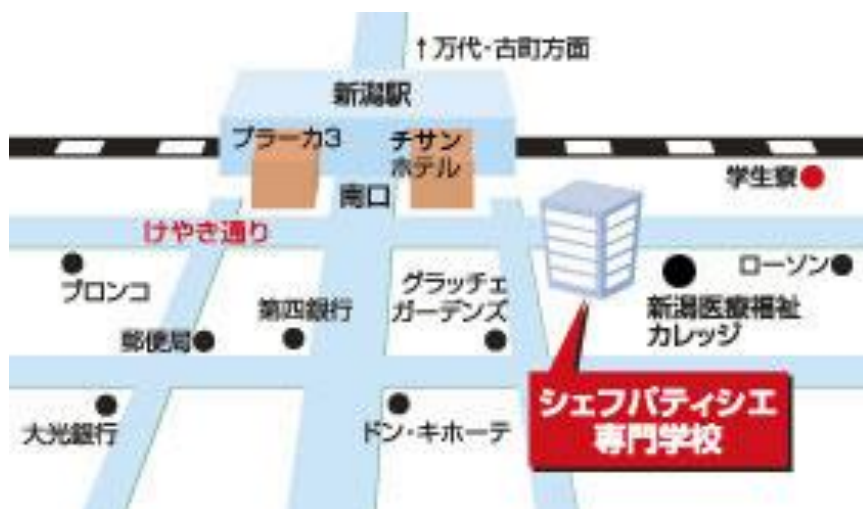 ↑万代・古町方面
新潟駅
プラーカ3
チサン
ホテル
南口
学生寮
けやき通り
ブロンコ
第四銀行
グラッチェ
ガーデンズ
ローソン
新潟医療福祉
カレッジ
郵便局
大光銀行
ドン・キホーテ
シェフパティシエ
専門学校